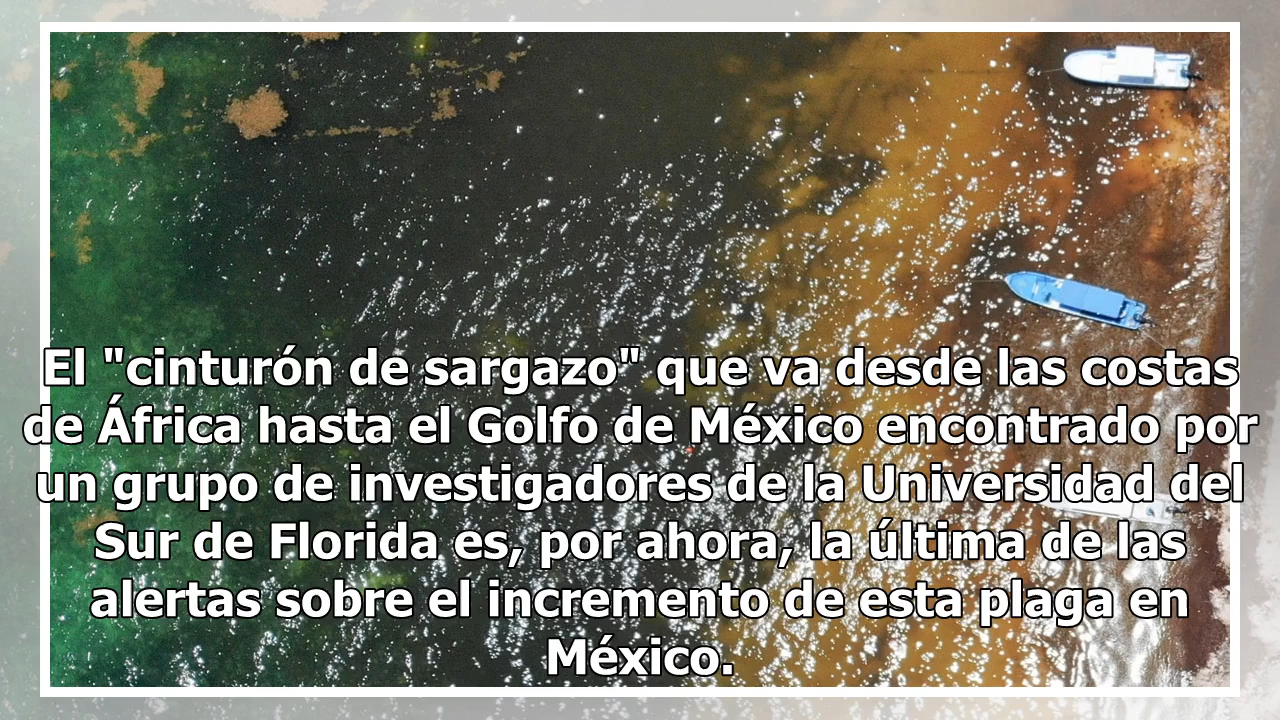 El "cinturón de sargazo" que va desde las costas
de África hasta el Golfo de México encontrado por
un grupo de investigadores de la Universidad del
Sur de Florida es, por ahora, la última de las
alertas sobre el incremento de esta plaga en
México.